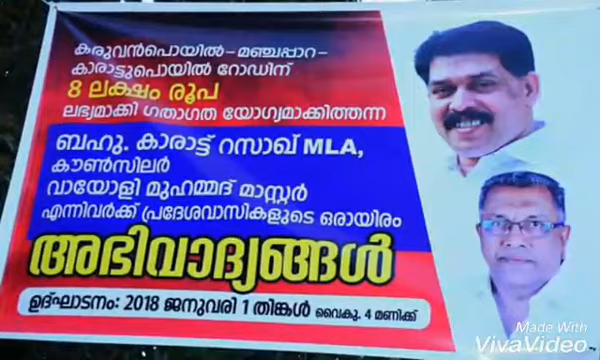 കരുവൻപൊയിൽ-മഞ്ചപ്പാറ-
കാരാട്ടുപൊയിൽ റോഡിന്
8 ലക്ഷം രൂപ
ലഭ്യമാക്കി ഗതാഗത യോഗ്യമാക്കിത്തന്ന
ബഹു. കാരാട്ട് റസാഖ് MLA,
കൗൺസിലർ
വായോളി മുഹമ്മദ് മാസ്റ്റർ
എന്നിവർക്ക് പ്രദേശവാസികളുടെ ഒരായിരം
അഭിവാദ്യങ്ങൾ
ഉദ്ഘാടനം: 2018 ജനുവരി 1 തിങ്കൾ വൈകു. 4 മണിക്ക്
Made With
VivaVideo